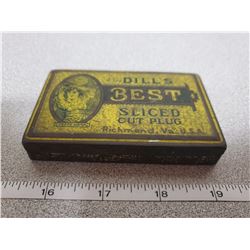 DILL'S
BEST
SLICED
CUT PLUG
Richmond, Va. U.S.A.
16 17 18 19